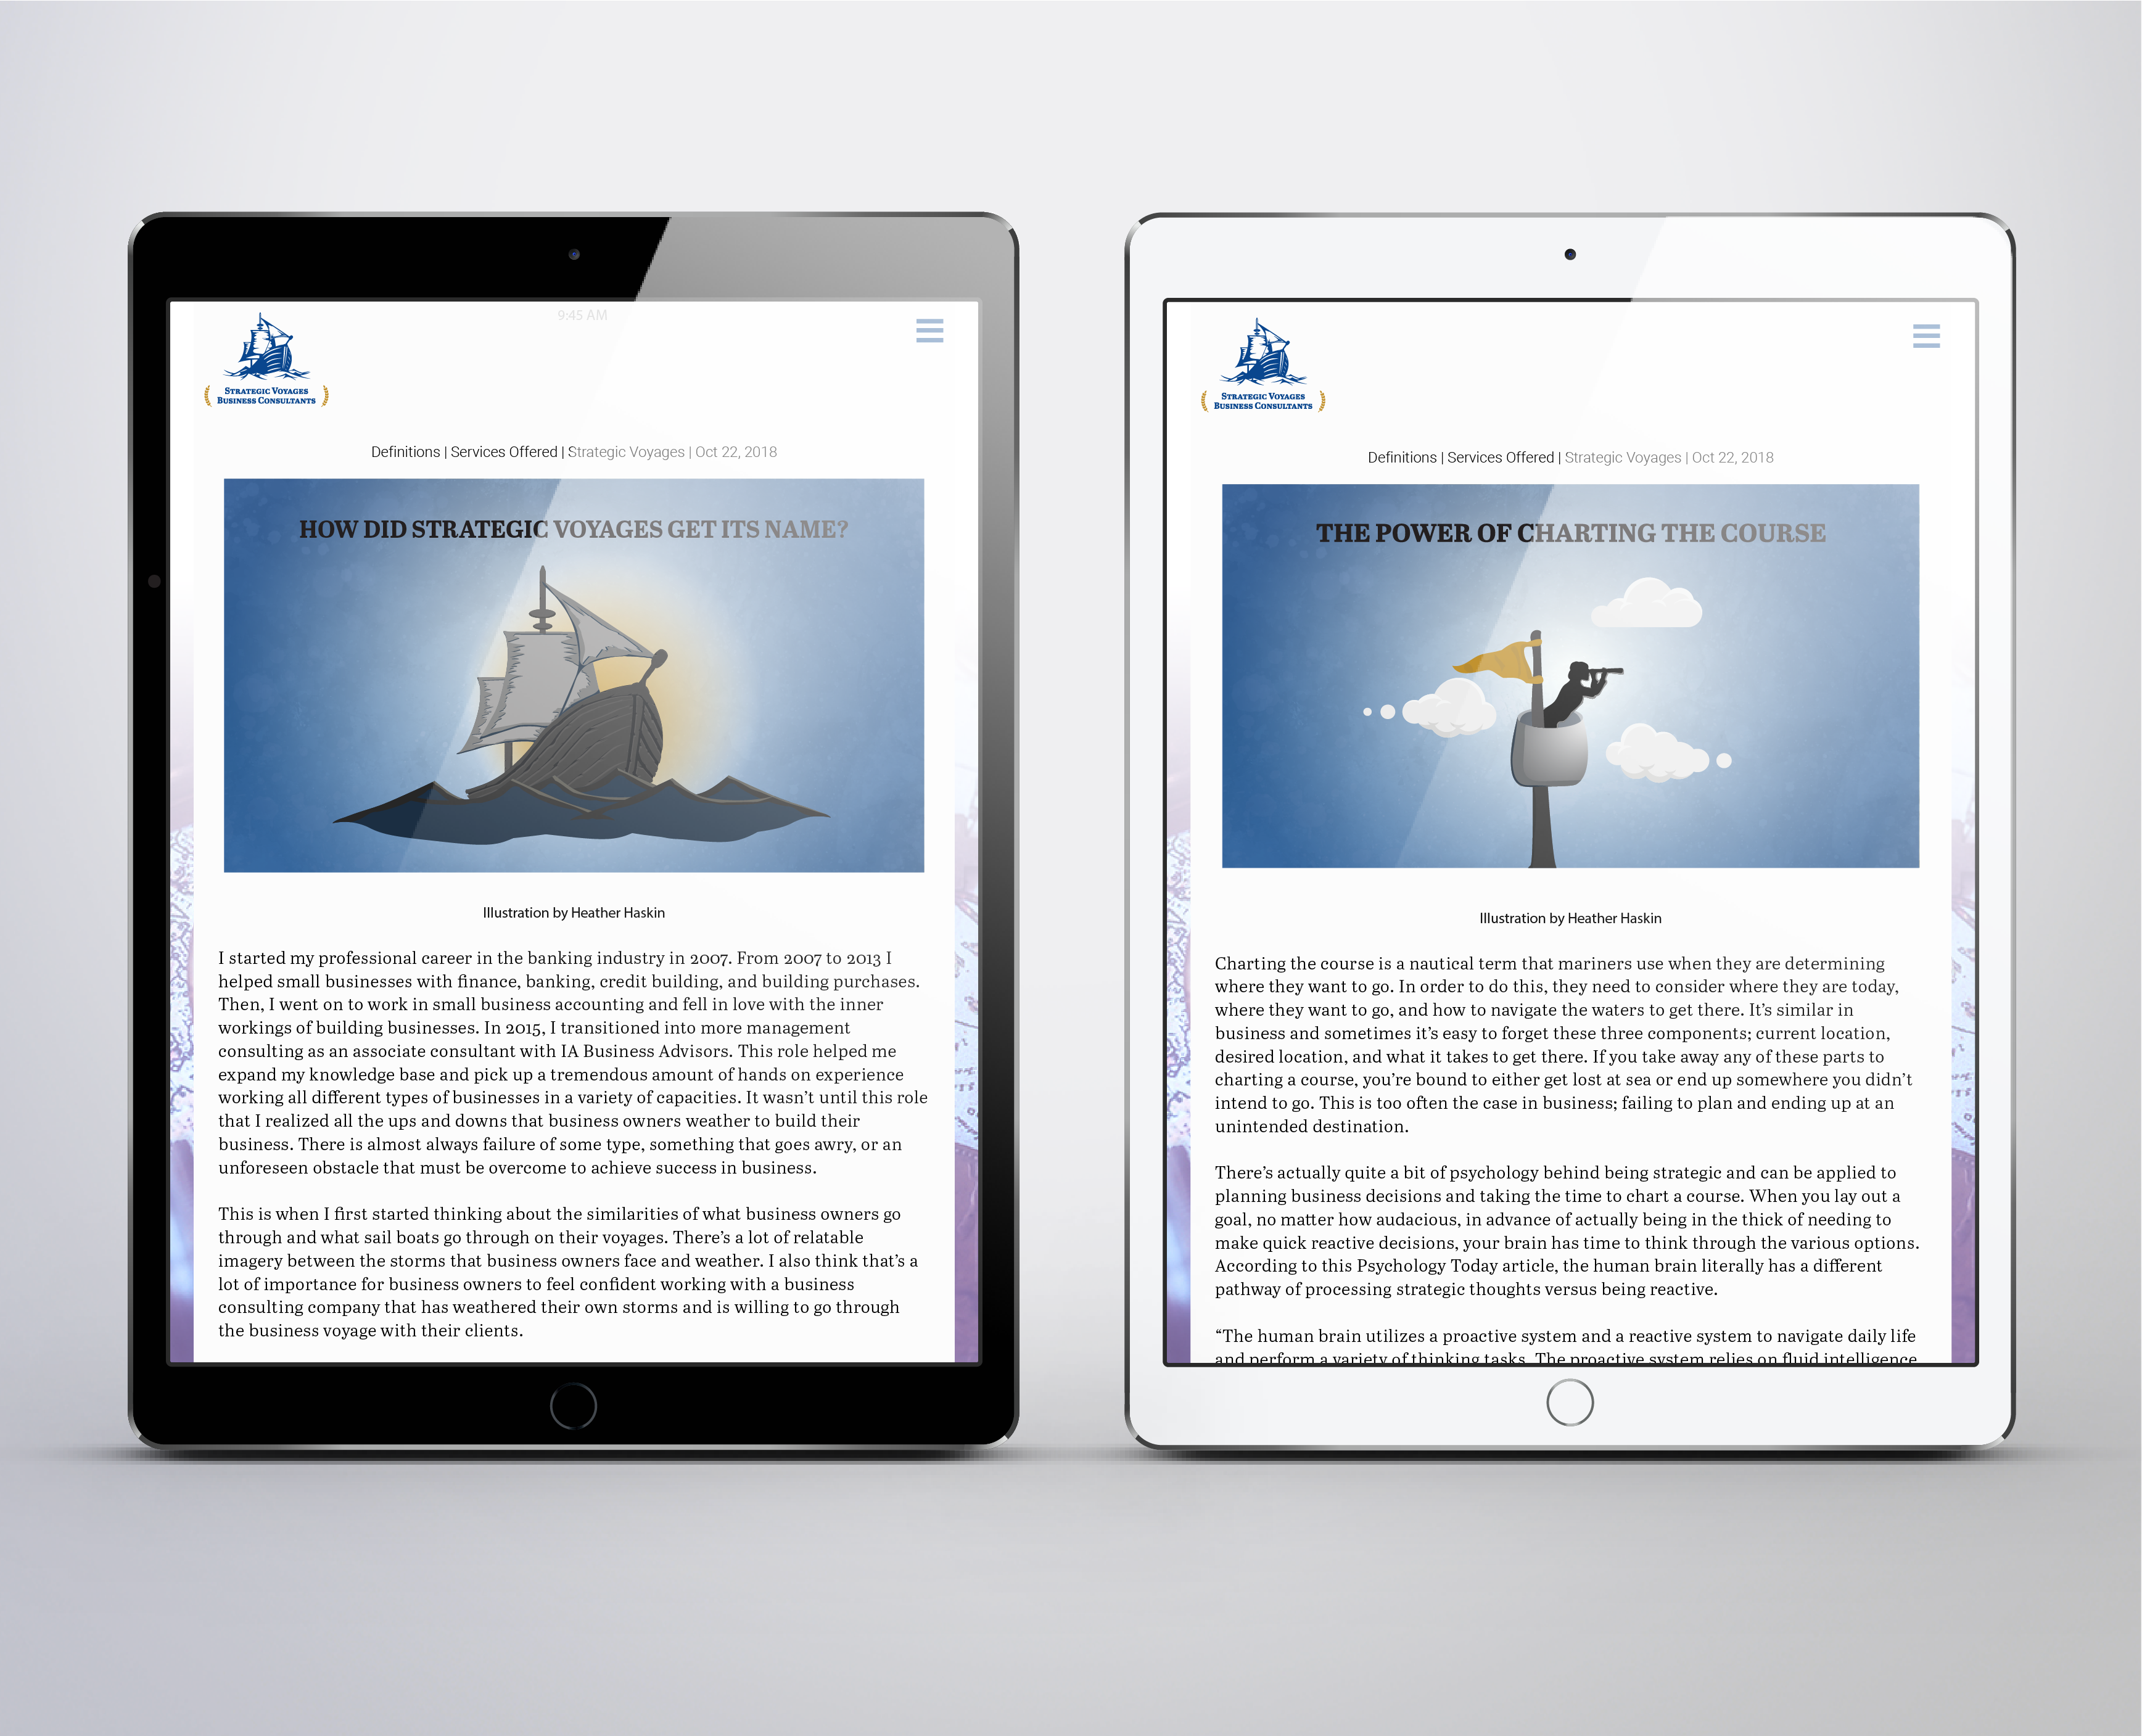 9:45 AM
Strategic Voyages
Business Consultants
Definitions | Services Offered | Strategic Voyages | Oct 22, 2018
HOW DID STRATEGIC VOYAGES GET ITS NAME?
Illustration by Heather Haskin
I started my professional career in the banking industry in 2007. From 2007 to 2013 I
helped small businesses with finance, banking, credit building, and building purchases.
Then, I went on to work in small business accounting and fell in love with the inner
workings of building businesses. In 2015, I transitioned into more management
consulting as an associate consultant with IA Business Advisors. This role helped me
expand my knowledge base and pick up a tremendous amount of hands on experience
working all different types of businesses in a variety of capacities. It wasn't until this role
that I realized all the ups and downs that business owners weather to build their
business. There is almost always failure of some type, something that goes awry, or an
unforeseen obstacle that must be overcome to achieve success in business.
This is when I first started thinking about the similarities of what business owners go
through and what sail boats go through on their voyages. There's a lot of relatable
imagery between the storms that business owners face and weather. I also think that's a
lot of importance for business owners to feel confident working with a business
consulting company that has weathered their own storms and is willing to go through
the business voyage with their clients.
Strategic Voyages
Business Consultants
Definitions | Services Offered | Strategic Voyages | Oct 22, 2018
THE POWER OF CHARTING THE COURSE
Illustration by Heather Haskin
Charting the course is a nautical term that mariners use when they are determining
where they want to go. In order to do this, they need to consider where they are today,
where they want to go, and how to navigate the waters to get there. It's similar in
business and sometimes it's easy to forget these three components; current location,
desired location, and what it takes to get there. If you take away any of these parts to
charting a course, you're bound to either get lost at sea or end up somewhere you didn't
intend to go. This is too often the case in business; failing to plan and ending up at an
unintended destination.
There's actually quite a bit of psychology behind being strategic and can be applied to
planning business decisions and taking the time to chart a course. When you lay out a
goal, no matter how audacious, in advance of actually being in the thick of needing to
make quick reactive decisions, your brain has time to think through the various options.
According to this Psychology Today article, the human brain literally has a different
pathway of processing strategic thoughts versus being reactive.
“The human brain utilizes a proactive system and a reactive system to navigate daily life
and perform a variety of thinking tasks. The proactive system relies on fluid intelligence